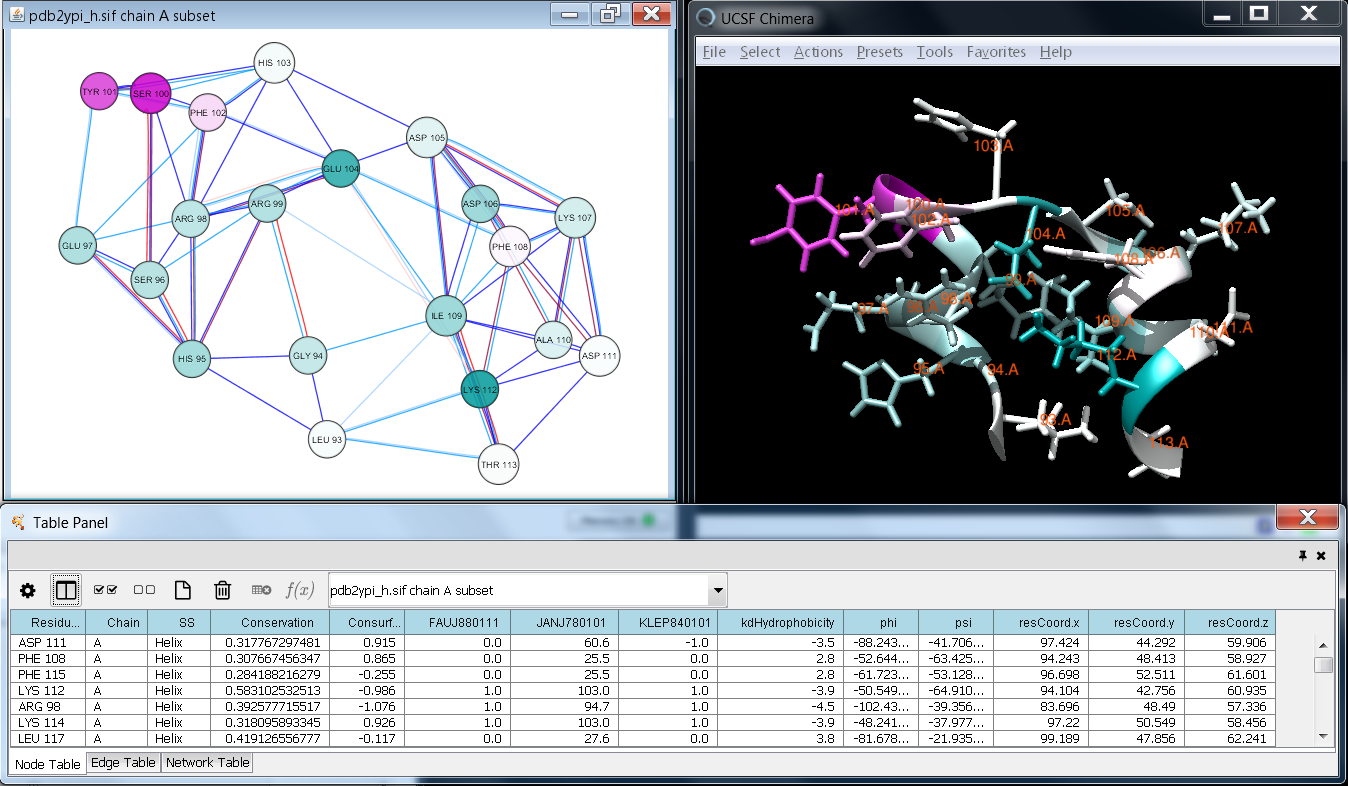 pdb2ypi_h.sif chain A subset
HIS 103
TYR 101
SER 100
PHE 102
ASP 105
GLU 104
ARG 99
ASP 106
ARG 98
LYS 107
GLU 97
PHE 108
SER 96
ILE 109
ALA 110
HIS 95
GLY 94
ASP 111
LYS 112
LEU 93
THR 113
UCSF Chimera
File Select Actions Presets Tools Favorites Help
103.A
101.A
100.A
102.A
105.A
107.A
104.A
106.A
108.A
99.A
98.A
97.A
96.A
109.A
111.A
110.A
112.A
95.A
94.A
93.A
113.A
Table Panel
f(x)
pdb2ypi_h.sif chain A subset
Residu... Chain SS Conservation Consurf... FAUJ880111 JANJ780101 KLEP840101 kdHydrophobicity phi psi resCoord.x resCoord.y resCoord.z
ASP 111 A Helix 0.317767297481 0.915 0.0 60.6 -1.0 -3.5 -88.243... -41.706... 97.424 44.292 59.906
PHE 108 A Helix 0.307667456347 0.865 0.0 25.5 0.0 2.8 -52.644... -63.425... 94.243 48.413 58.927
PHE 115 A Helix 0.284188216279 -0.255 0.0 25.5 0.0 2.8 -61.723... -53.128... 96.698 52.511 61.601
LYS 112 A Helix 0.583102532513 -0.986 1.0 103.0 1.0 -3.9 -50.549... -64.910... 94.104 42.756 60.935
ARG 98 A Helix 0.392577715517 -1.076 1.0 94.7 1.0 -4.5 -102.43... -39.356... 83.696 48.49 57.336
LYS 114 A Helix 0.318095893345 0.926 1.0 103.0 1.0 -3.9 -48.241... -37.977... 97.22 50.549 58.456
LEU 117 A Helix 0.419126556777 -0.117 0.0 27.6 0.0 3.8 -81.678... -21.935... 99.189 47.856 62.241
Node Table Edge Table Network Table